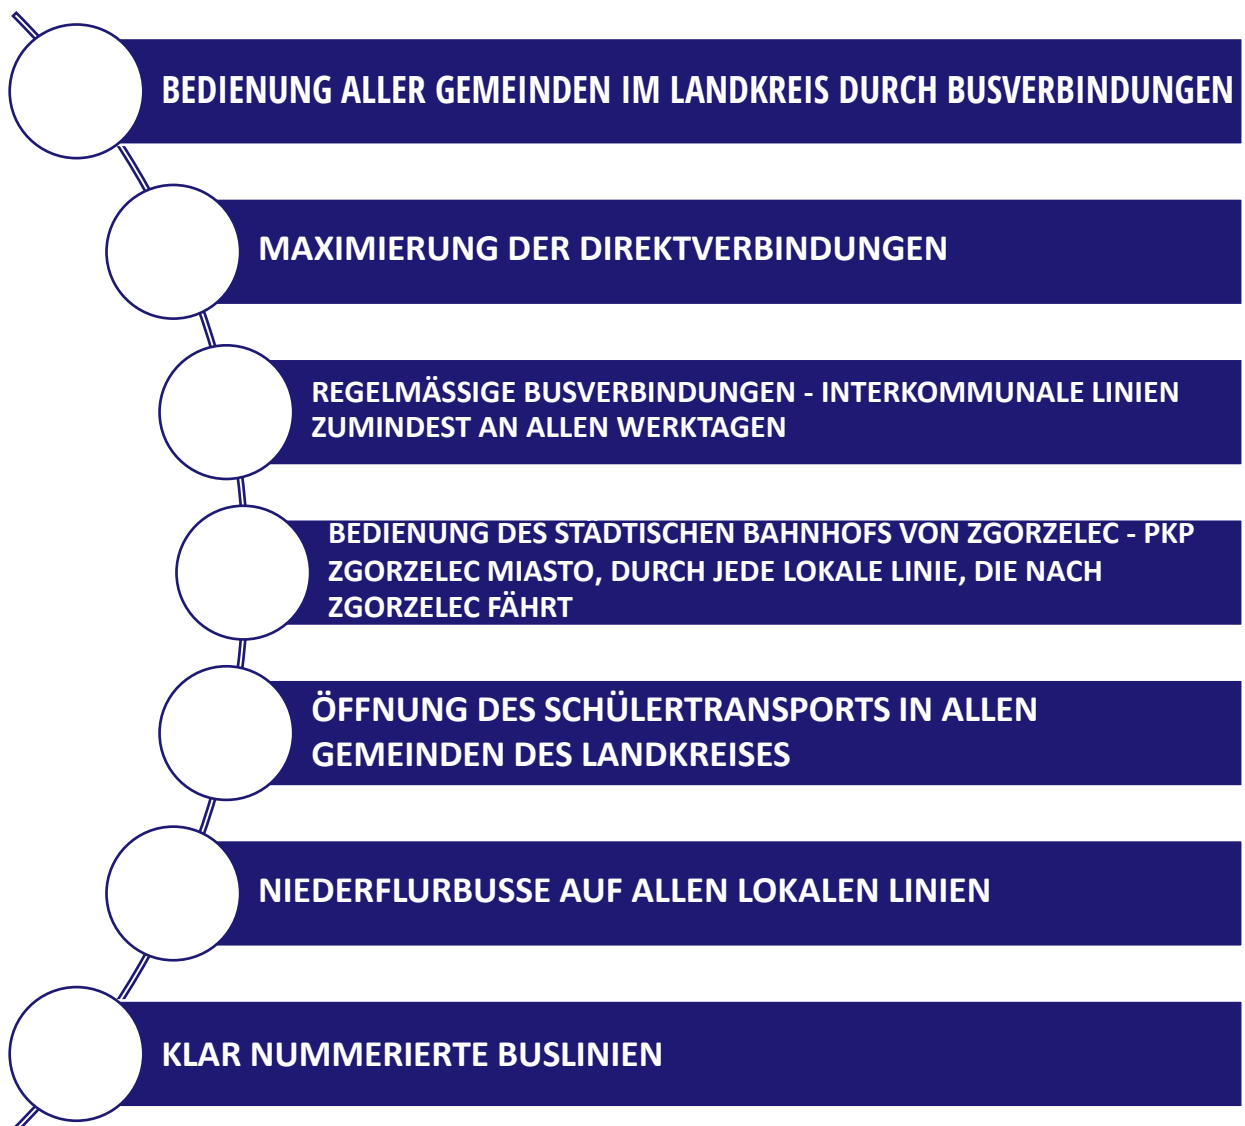 BEDIENUNG ALLER GEMEINDEN IM LANDKREIS DURCH BUSVERBINDUNGEN
MAXIMIERUNG DER DIREKTVERBINDUNGEN
REGELMÄSSIGE BUSVERBINDUNGEN - INTERKOMMUNALE LINIEN
ZUMINDEST AN ALLEN WERKTAGEN
BEDIENUNG DES STÄDTISCHEN BAHNHOFS VON ZGORZELEC - PKP
ZGORZELEC MIASTO, DURCH JEDE LOKALE LINIE, DIE NACH
ZGORZELEC FÄHRT
ÖFFNUNG DES SCHÜLERTRANSPORTS IN ALLEN
GEMEINDEN DES LANDKREISES
NIEDERFLURBUSSE AUF ALLEN LOKALEN LINIEN
KLAR NUMMERIERTE BUSLINIEN